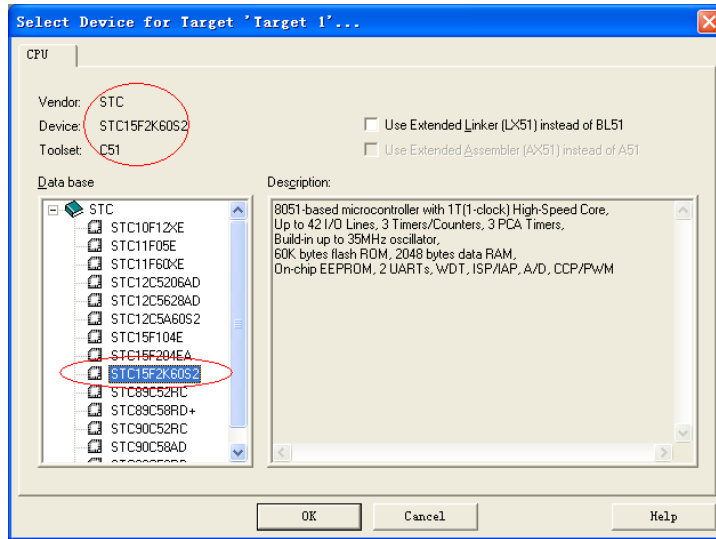 Select Device for Target 'Target 1'...
CPU
Vendor: STC
Device: STC15F2K60S2
Toolset: C51
Use Extended Linker (LX51) instead of BL51
Use Extended Assembler (AX51) instead of A51
Data base
STC
STC10F12XE
STC11F05E
STC11F60XE
STC12C5206AD
STC12C5628AD
STC12C5A60S2
STC15F104E
STC15F204EA
STC15F2K60S2
STC89C52RC
STC89C58RD+
STC90C52RC
STC90C58AD
Description:
8051-based microcontroller with 1T(1-clock) High-Speed Core,
Up to 42 I/O Lines, 3 Timers/Counters, 3 PCA Timers,
Build-in up to 35MHz oscillator,
60K bytes flash ROM, 2048 bytes data RAM,
On-chip EEPROM, 2 UARTs, WDT, ISP/IAP, A/D, CCP/PWM
OK
Cancel
Help